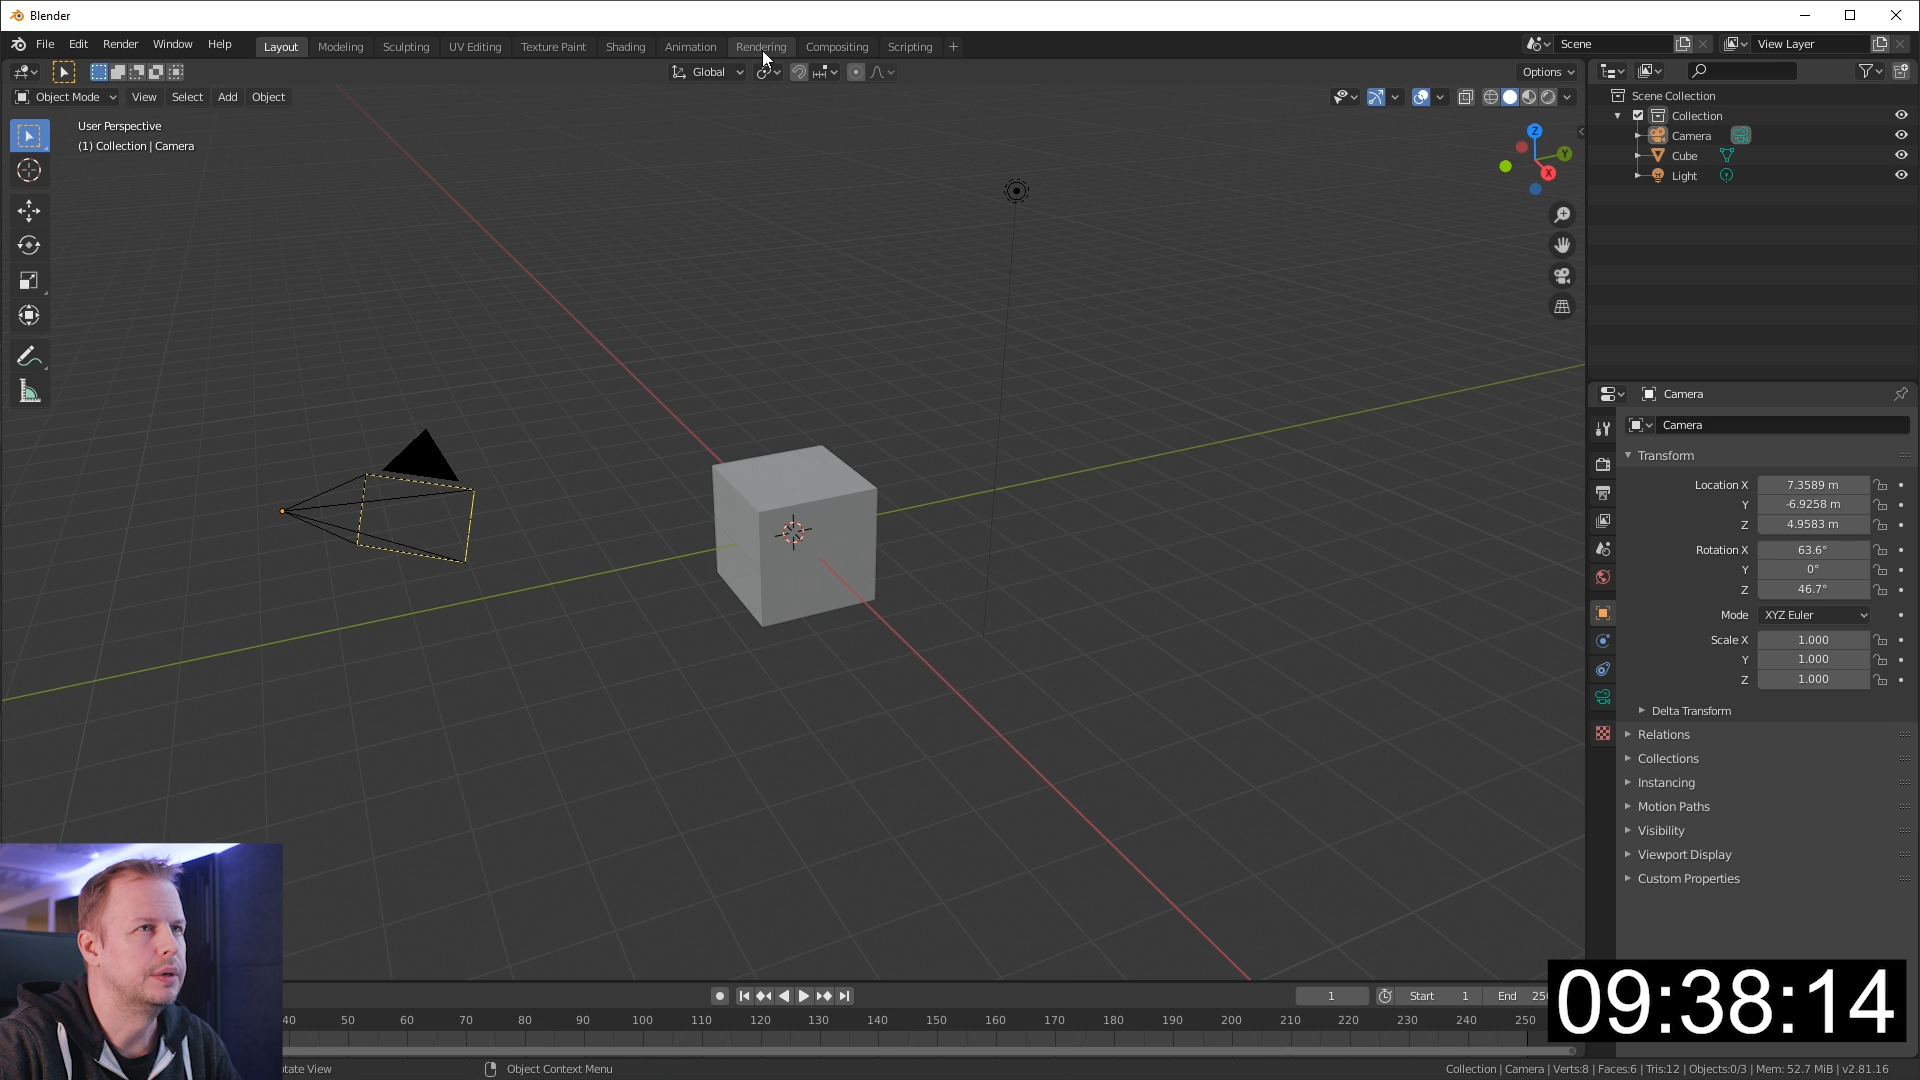 Blender
File Edit Render Window Help Layout Modeling Sculpting UV Editing Texture Paint Shading Animation Rendering Compositing Scripting + Scene View Layer
Global Options
Object Mode View Select Add Object
User Perspective
(1) Collection | Camera
Z
Y
X
Scene Collection
Collection
Camera
Cube
Light
Camera
Camera
Transform
Location X 7.3589 m
Y -6.9258 m
Z 4.9583 m
Rotation X 63.6°
Y 0°
Z 46.7°
Mode XYZ Euler
Scale X 1.000
Y 1.000
Z 1.000
Delta Transform
Relations
Collections
Instancing
Motion Paths
Visibility
Viewport Display
Custom Properties
1 Start 1 End 25
09:38:14
40 50 60 70 80 90 100 110 120 130 140 150 160 170 180 190 200 210 220 230 240 250
tate View Object Context Menu Collection | Camera | Verts:8 | Faces:6 | Tris:12 | Objects:0/3 | Mem: 52.7 MiB | v2.81.16